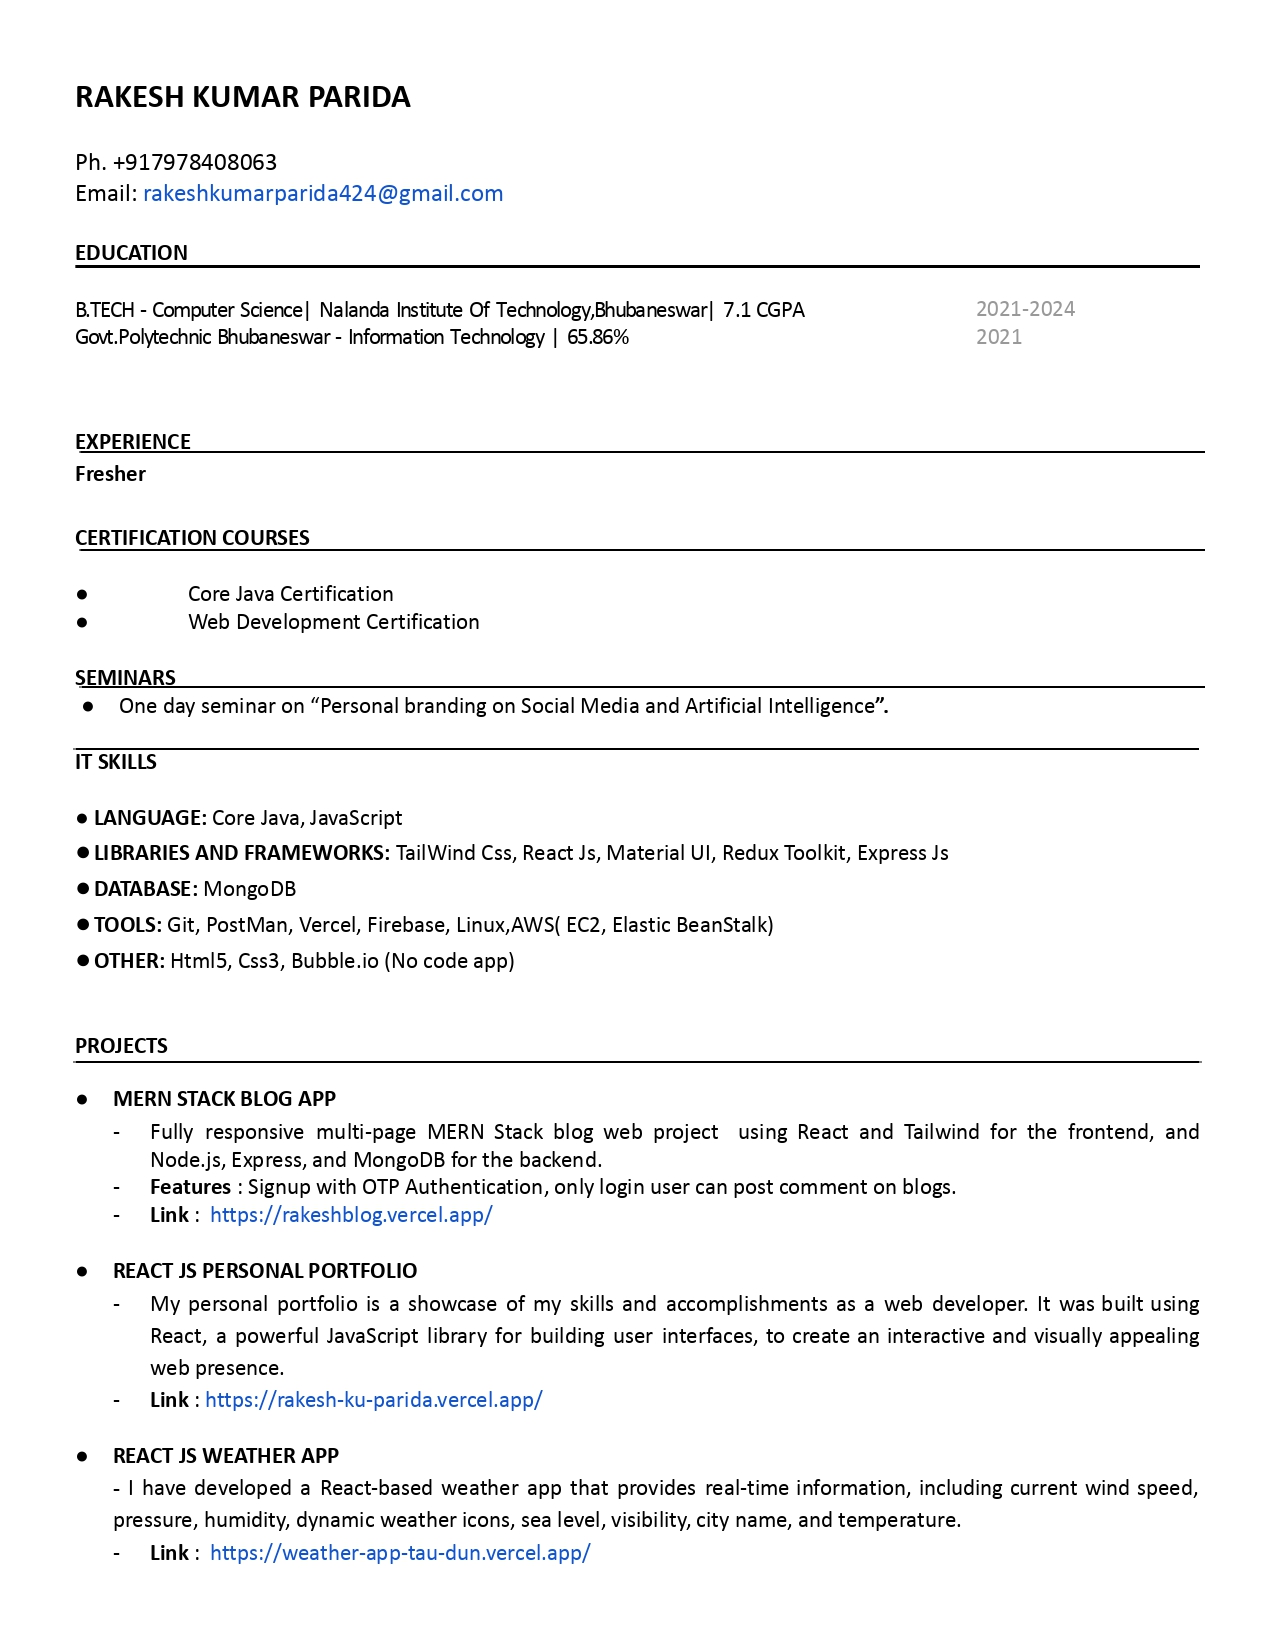 RAKESH KUMAR PARIDA
Ph. +917978408063
Email: rakeshkumarparida424@gmail.com
EDUCATION
B.TECH - Computer Science| Nalanda Institute Of Technology,Bhubaneswar| 7.1 CGPA 2021-2024
Govt.Polytechnic Bhubaneswar - Information Technology | 65.86% 2021
EXPERIENCE
Fresher
CERTIFICATION COURSES
● Core Java Certification
● Web Development Certification
SEMINARS
● One day seminar on “Personal branding on Social Media and Artificial Intelligence”.
IT SKILLS
● LANGUAGE: Core Java, JavaScript
● LIBRARIES AND FRAMEWORKS: TailWind Css, React Js, Material UI, Redux Toolkit, Express Js
● DATABASE: MongoDB
● TOOLS: Git, PostMan, Vercel, Firebase, Linux,AWS( EC2, Elastic BeanStalk)
● OTHER: Html5, Css3, Bubble.io (No code app)
PROJECTS
● MERN STACK BLOG APP
- Fully responsive multi-page MERN Stack blog web project using React and Tailwind for the frontend, and
Node.js, Express, and MongoDB for the backend.
- Features : Signup with OTP Authentication, only login user can post comment on blogs.
- Link : https://rakeshblog.vercel.app/
● REACT JS PERSONAL PORTFOLIO
- My personal portfolio is a showcase of my skills and accomplishments as a web developer. It was built using
React, a powerful JavaScript library for building user interfaces, to create an interactive and visually appealing
web presence.
- Link : https://rakesh-ku-parida.vercel.app/
● REACT JS WEATHER APP
- I have developed a React-based weather app that provides real-time information, including current wind speed,
pressure, humidity, dynamic weather icons, sea level, visibility, city name, and temperature.
- Link : https://weather-app-tau-dun.vercel.app/